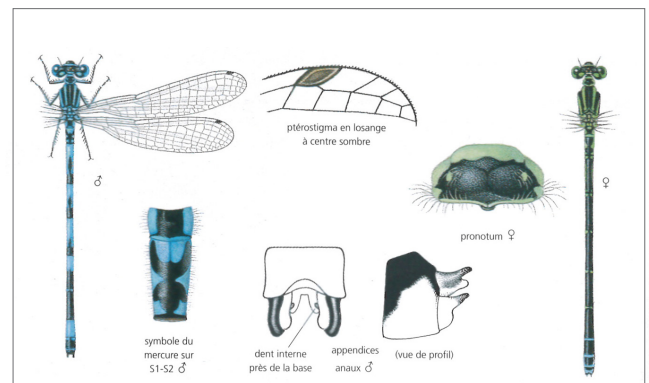 ptérostigma en losange
à centre sombre
♂
♀
pronotum ♀
symbole du
mercure sur
S1-S2 ♂
dent interne
près de la base
appendices
anaux ♂
(vue de profil)